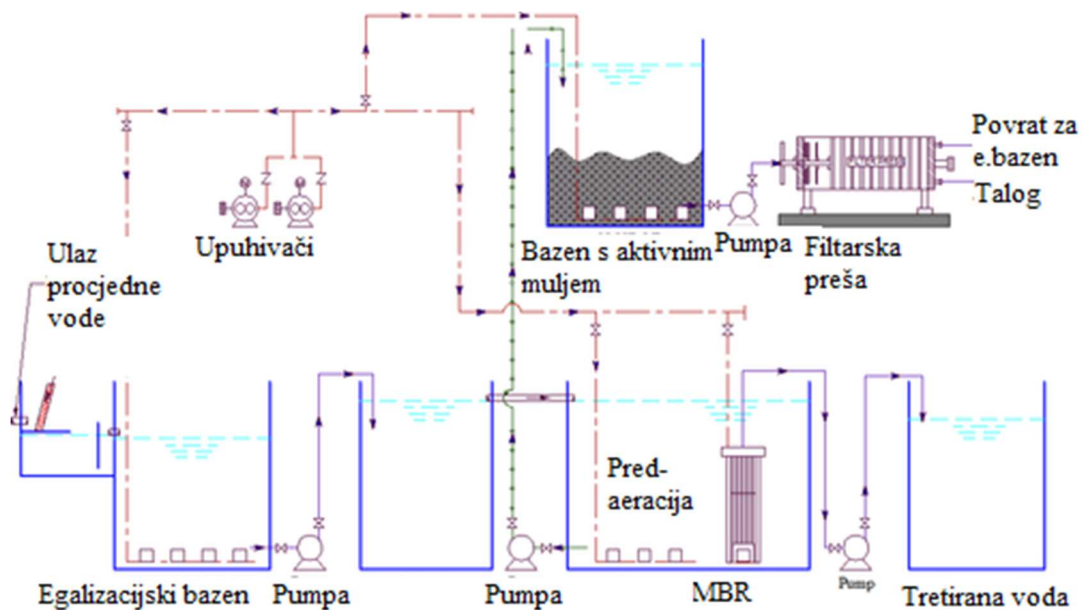 Povrat za
e.bazen
Talog
Upuhivači
Bazen s aktivnim
muljem
Pumpa
Filtarska
preša
Ulaz
procjedne
vode
Pred-
aeracija
Egalizacijski bazen
Pumpa
Pumpa
MBR
Pump
Tretirana voda